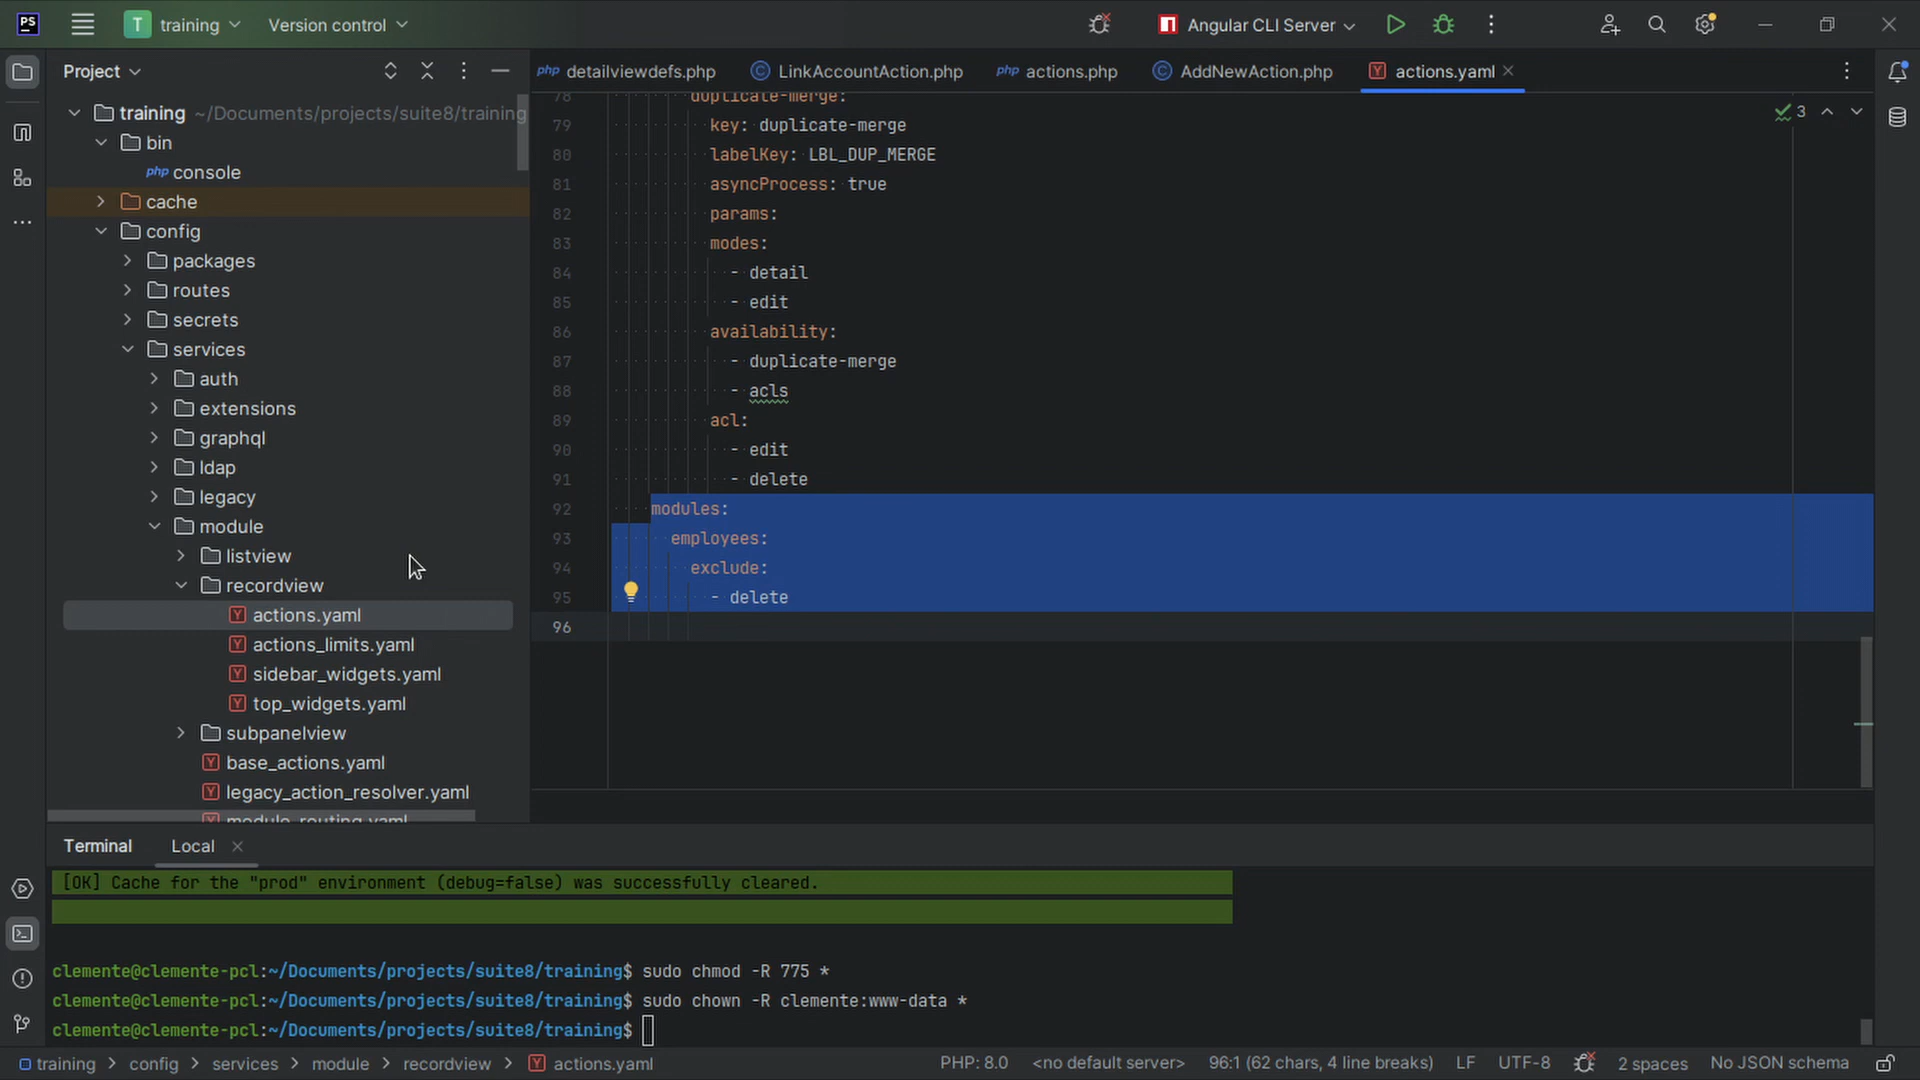 PS
T training
Version control
Angular CLI Server
Project
php detailviewdefs.php
C LinkAccountAction.php
php actions.php
C AddNewAction.php
Y actions.yaml
training ~/Documents/projects/suite8/training
bin
php console
cache
config
packages
routes
secrets
services
auth
extensions
graphql
ldap
legacy
module
listview
recordview
Y actions.yaml
Y actions_limits.yaml
Y sidebar_widgets.yaml
Y top_widgets.yaml
subpanelview
Y base_actions.yaml
Y legacy_action_resolver.yaml
Y module_routing.yaml
3
78 duplicate-merge:
79 key: duplicate-merge
80 labelKey: LBL_DUP_MERGE
81 asyncProcess: true
82 params:
83 modes:
84 - detail
85 - edit
86 availability:
87 - duplicate-merge
88 - acls
89 acl:
90 - edit
91 - delete
92 modules:
93 employees:
94 exclude:
95 - delete
96
Terminal
Local
[OK] Cache for the "prod" environment (debug=false) was successfully cleared.
clemente@clemente-pcl:~/Documents/projects/suite8/training$ sudo chmod -R 775 *
clemente@clemente-pcl:~/Documents/projects/suite8/training$ sudo chown -R clemente:www-data *
clemente@clemente-pcl:~/Documents/projects/suite8/training$
training > config > services > module > recordview > Y actions.yaml
PHP: 8.0
<no default server>
96:1 (62 chars, 4 line breaks)
LF
UTF-8
2 spaces
No JSON schema